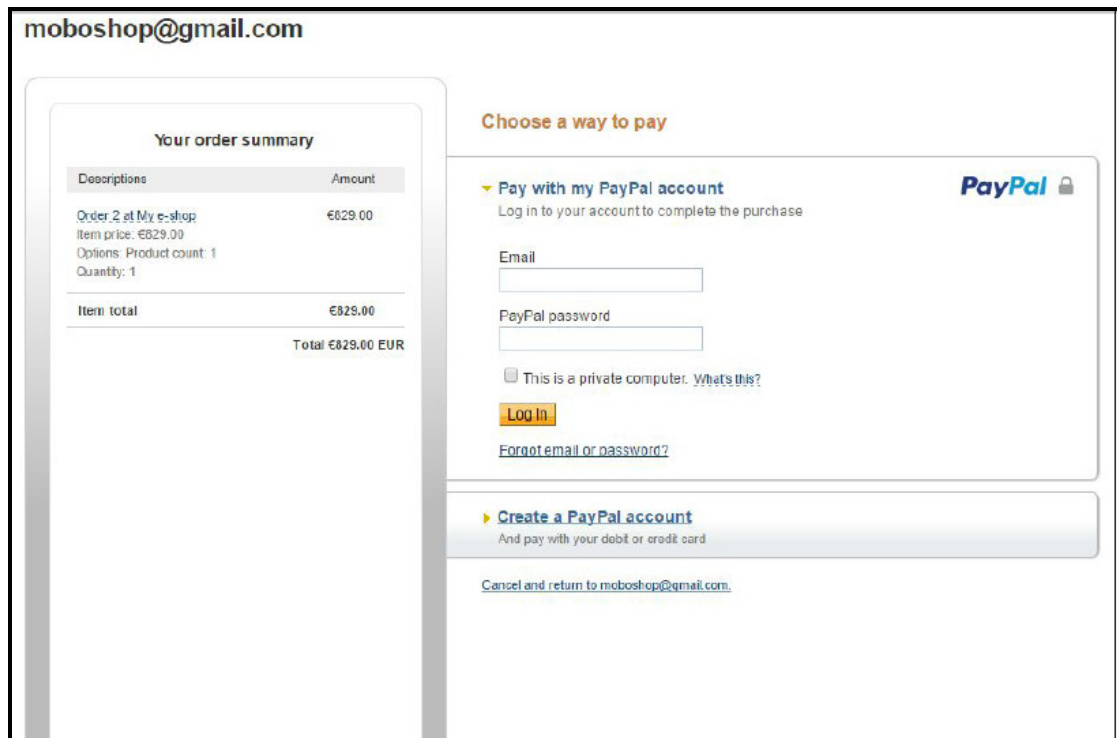 moboshop@gmail.com
Your order summary
Descriptions Amount
Order 2 at My e-shop €829.00
Item price: €829.00
Options: Product count: 1
Quantity: 1
Item total €829.00
Total €829.00 EUR
Choose a way to pay
Pay with my PayPal account PayPal
Log in to your account to complete the purchase
Email
PayPal password
This is a private computer. What's this?
Log In
Forgot email or password?
Create a PayPal account
And pay with your debit or credit card
Cancel and return to moboshop@gmail.com.